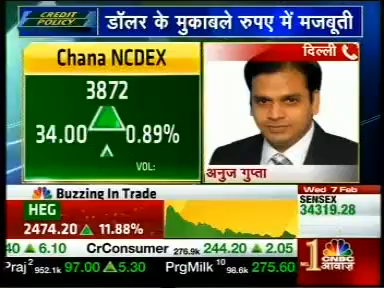 CREDIT POLICY
डॉलर के मुकाबले रुपए में मजबूती
Chana NCDEX
3872
34.00 0.89%
VOL:
दिल्ली
अनुज गुप्ता
Buzzing In Trade
HEG
2474.20 11.88%
Wed 7 Feb
SENSEX
34319.28
40 6.10 CrConsumer 276.9k 244.20 2.05
Praj 952.1k 97.00 5.30 PrgMilk 98.6k 275.60
1 CNBC आवाज़